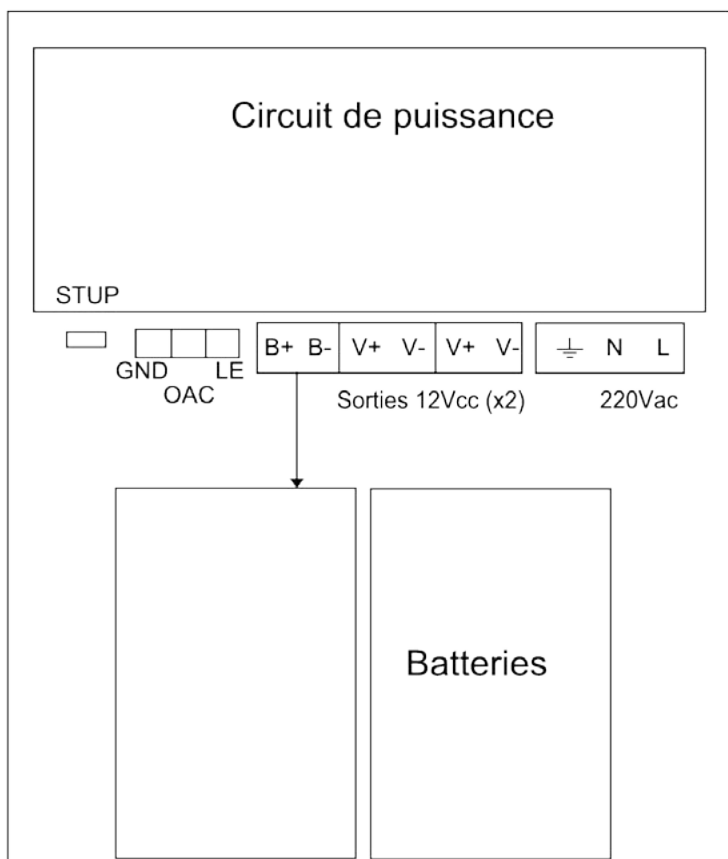 Circuit de puissance
STUP
B+ B- V+ V- V+ V- N L
GND LE
OAC
Sorties 12Vcc (x2) 220Vac
Batteries